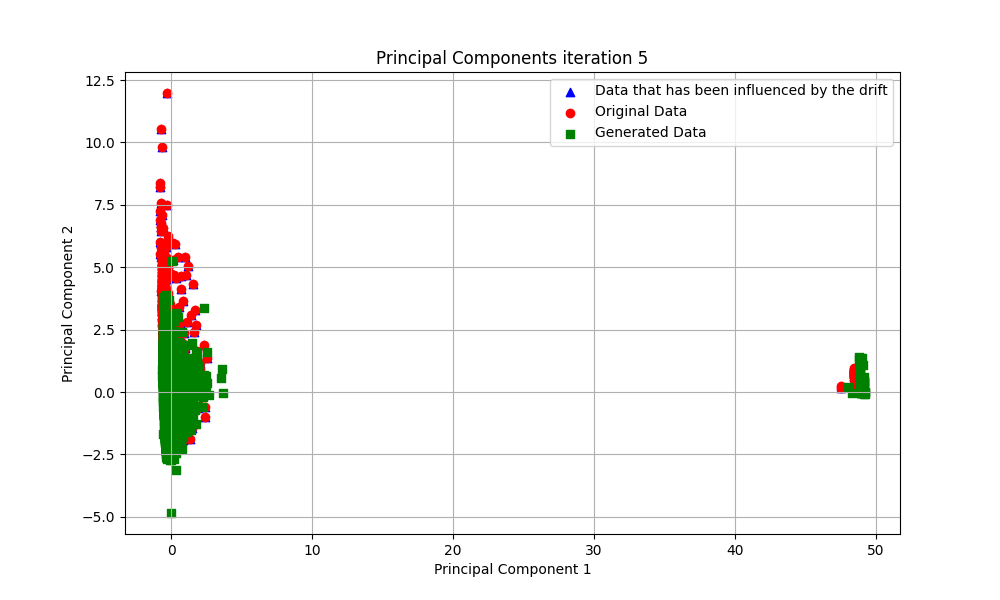 Principal Components iteration 5
Data that has been influenced by the drift
Original Data
Generated Data
12.5
10.0
7.5
5.0
2.5
0.0
−2.5
−5.0
Principal Component 2
0 10 20 30 40 50
Principal Component 1